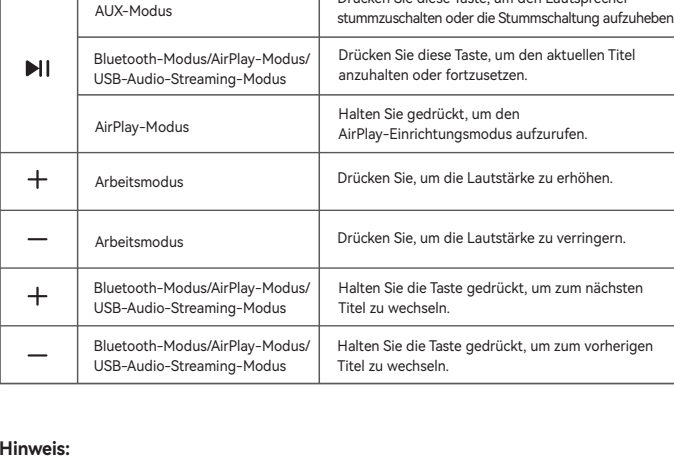 AUX-Modus
Drücken Sie diese Taste, um den Lautsprecher
stummzuschalten oder die Stummschaltung aufzuheben
Bluetooth-Modus/AirPlay-Modus/
USB-Audio-Streaming-Modus
Drücken Sie diese Taste, um den aktuellen Titel
anzuhalten oder fortzusetzen.
AirPlay-Modus
Halten Sie gedrückt, um den
AirPlay-Einrichtungsmodus aufzurufen.
+
Arbeitsmodus
Drücken Sie, um die Lautstärke zu erhöhen.
—
Arbeitsmodus
Drücken Sie, um die Lautstärke zu verringern.
+
Bluetooth-Modus/AirPlay-Modus/
USB-Audio-Streaming-Modus
Halten Sie die Taste gedrückt, um zum nächsten
Titel zu wechseln.
—
Bluetooth-Modus/AirPlay-Modus/
USB-Audio-Streaming-Modus
Halten Sie die Taste gedrückt, um zum vorherigen
Titel zu wechseln.
Hinweis: